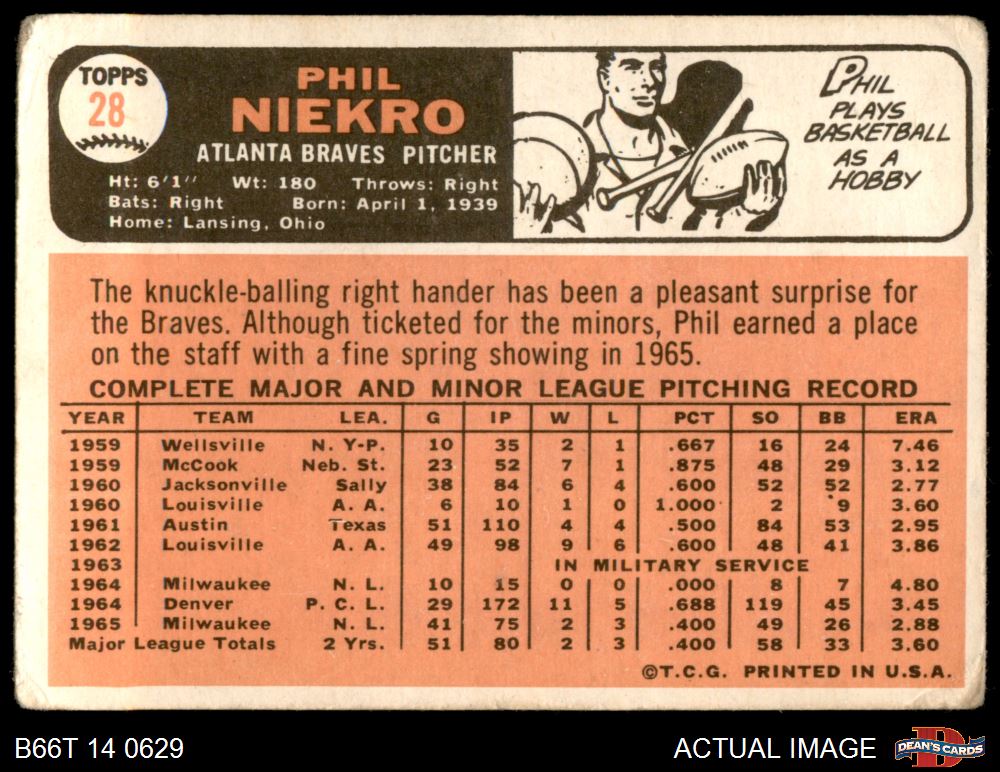 TOPPS
28
PHIL
NIEKRO
ATLANTA BRAVES PITCHER
Ht: 6'1" Wt: 180 Throws: Right
Bats: Right Born: April 1, 1939
Home: Lansing, Ohio
PHIL
PLAYS
BASKETBALL
AS A
HOBBY
The knuckle-balling right hander has been a pleasant surprise for
the Braves. Although ticketed for the minors, Phil earned a place
on the staff with a fine spring showing in 1965.
COMPLETE MAJOR AND MINOR LEAGUE PITCHING RECORD
YEAR TEAM LEA. G IP W L PCT SO BB ERA
1959 Wellsville N. Y-P. 10 35 2 1 .667 16 24 7.46
1959 McCook Neb. St. 23 52 7 1 .875 48 29 3.12
1960 Jacksonville Sally 38 84 6 4 .600 52 52 2.77
1960 Louisville A. A. 6 10 1 0 1.000 2 9 3.60
1961 Austin Texas 51 110 4 4 .500 84 53 2.95
1962 Louisville A. A. 49 98 9 6 .600 48 41 3.86
1963 IN MILITARY SERVICE
1964 Milwaukee N. L. 10 15 0 0 .000 8 7 4.80
1964 Denver P. C. L. 29 172 11 5 .688 119 45 3.45
1965 Milwaukee N. L. 41 75 2 3 .400 49 26 2.88
Major League Totals 2 Yrs. 51 80 2 3 .400 58 33 3.60
©T.C.G. PRINTED IN U.S.A.
B66T 14 0629
ACTUAL IMAGE
D
DEAN'S CARDS